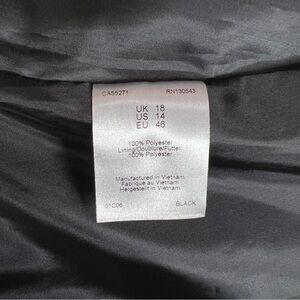 CA55271 RN130543
UK 18
US 14
EU 46
100% Polyester
Lining/Doublure/Futter
100% Polyester
Manufactured in Vietnam
Fabriqué au Vietnam
Hergestellt in Vietnam
01C06 BLACK